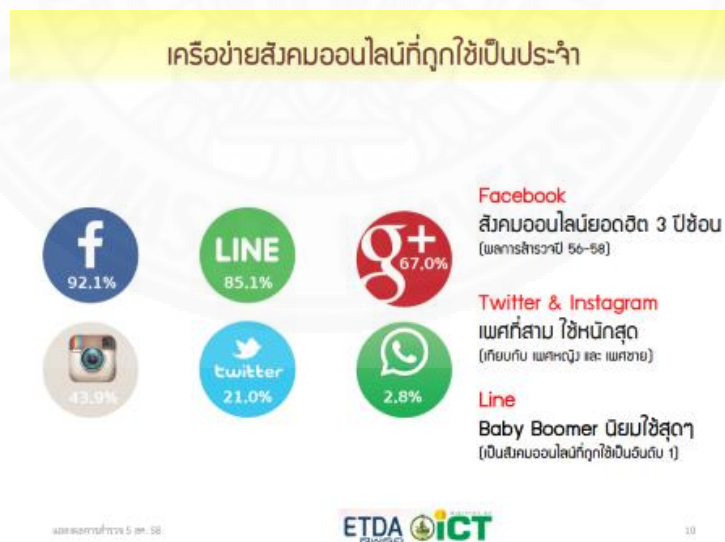 เครือข่ายสังคมออนไลน์ที่ถูกใช้เป็นประจำ
f
92.1%
LINE
85.1%
g+
67.0%
43.9%
twitter
21.0%
2.8%
Facebook
สังคมออนไลน์ยอดฮิต 3 ปีซ้อน
(ผลการสำรวจปี 56-58)
Twitter & Instagram
เพศที่สาม ใช้หนักสุด
(เทียบกับ เพศหญิง และ เพศชาย)
Line
Baby Boomer นิยมใช้สุดๆ
(เป็นสังคมออนไลน์ที่ถูกใช้เป็นอันดับ 1)
5 58
ETDA ICT
10